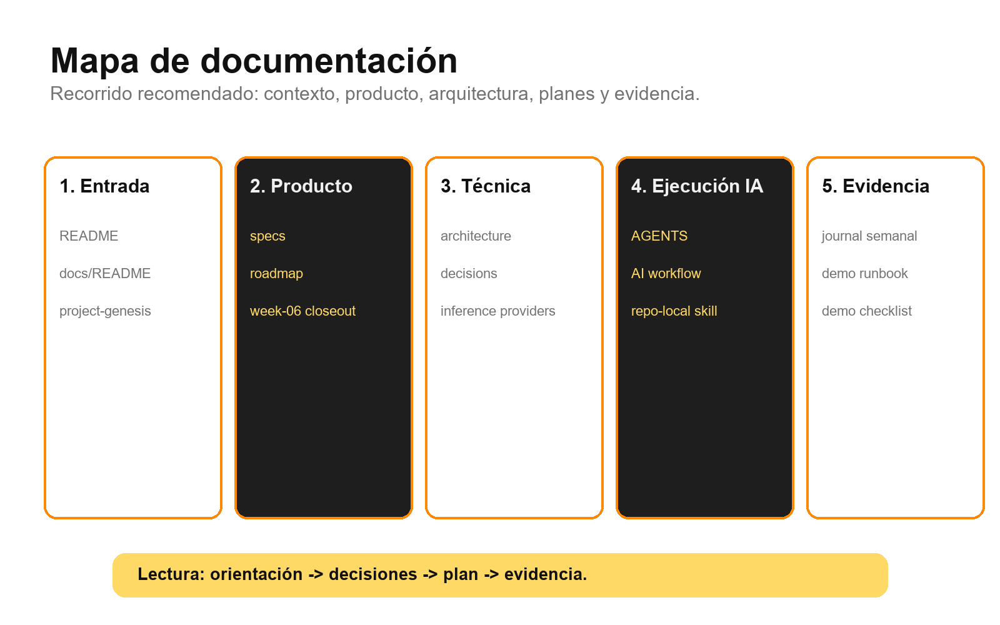 Mapa de documentación
Recorrido recomendado: contexto, producto, arquitectura, planes y evidencia.
1. Entrada
README
docs/README
project-genesis
2. Producto
specs
roadmap
week-06 closeout
3. Técnica
architecture
decisions
inference providers
4. Ejecución IA
AGENTS
AI workflow
repo-local skill
5. Evidencia
journal semanal
demo runbook
demo checklist
Lectura: orientación -> decisiones -> plan -> evidencia.